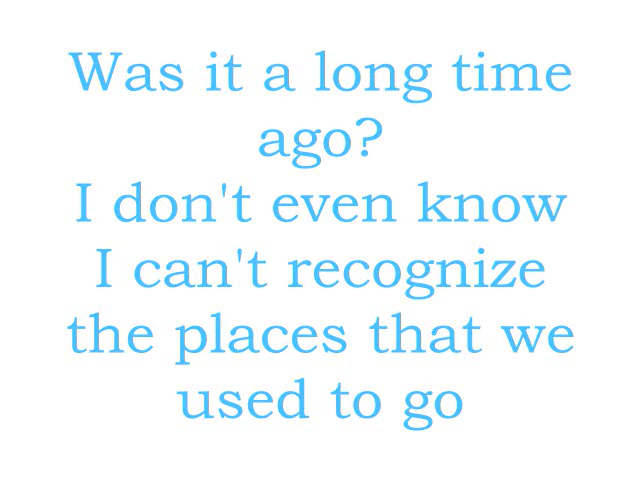 Was it a long time
ago?
I don't even know
I can't recognize
the places that we
used to go